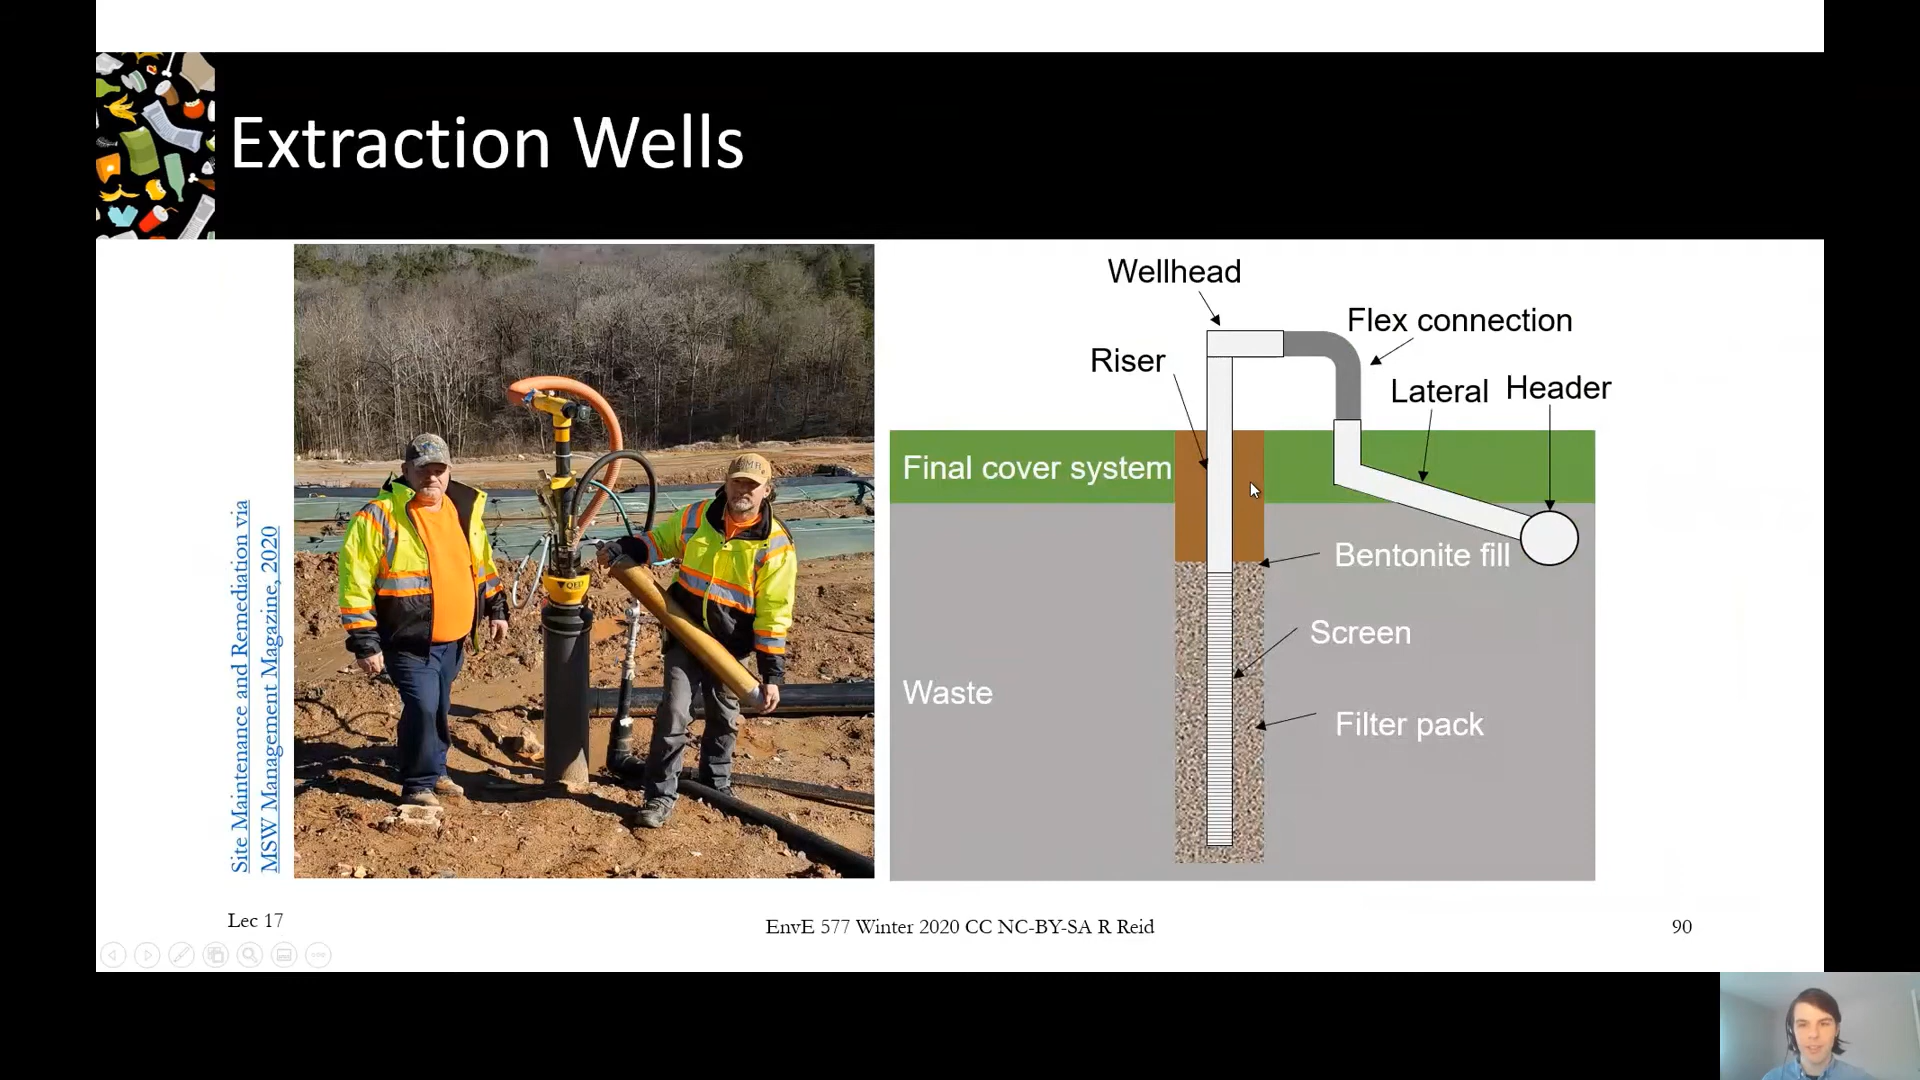 Extraction Wells
Site Maintenance and Remediation via
MSW Management Magazine, 2020
QED
Wellhead
Flex connection
Riser
Lateral
Header
Final cover system
Bentonite fill
Screen
Waste
Filter pack
Lec 17
EnvE 577 Winter 2020 CC NC-BY-SA R Reid
90